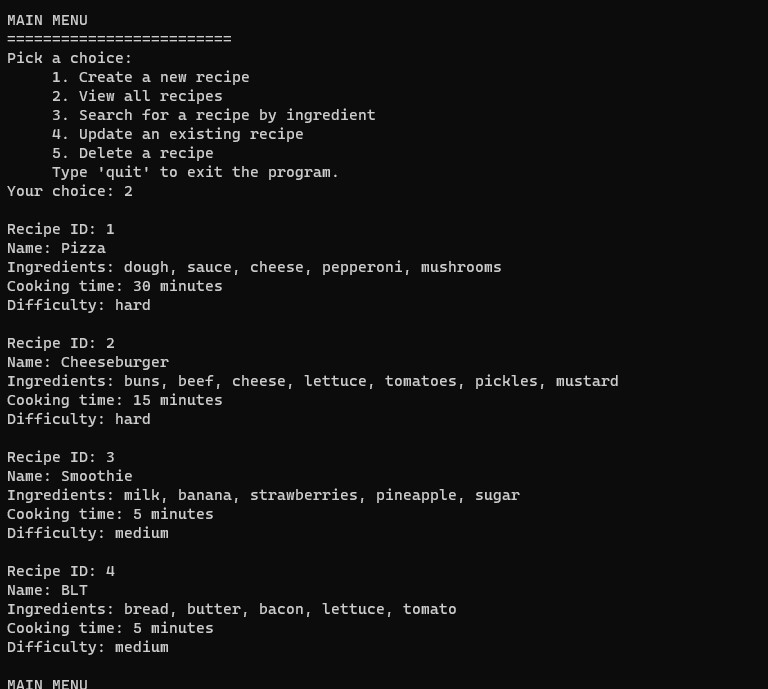 MAIN MENU
=========================
Pick a choice:
     1. Create a new recipe
     2. View all recipes
     3. Search for a recipe by ingredient
     4. Update an existing recipe
     5. Delete a recipe
     Type 'quit' to exit the program.
Your choice: 2

Recipe ID: 1
Name: Pizza
Ingredients: dough, sauce, cheese, pepperoni, mushrooms
Cooking time: 30 minutes
Difficulty: hard

Recipe ID: 2
Name: Cheeseburger
Ingredients: buns, beef, cheese, lettuce, tomatoes, pickles, mustard
Cooking time: 15 minutes
Difficulty: hard

Recipe ID: 3
Name: Smoothie
Ingredients: milk, banana, strawberries, pineapple, sugar
Cooking time: 5 minutes
Difficulty: medium

Recipe ID: 4
Name: BLT
Ingredients: bread, butter, bacon, lettuce, tomato
Cooking time: 5 minutes
Difficulty: medium

MAIN MENU